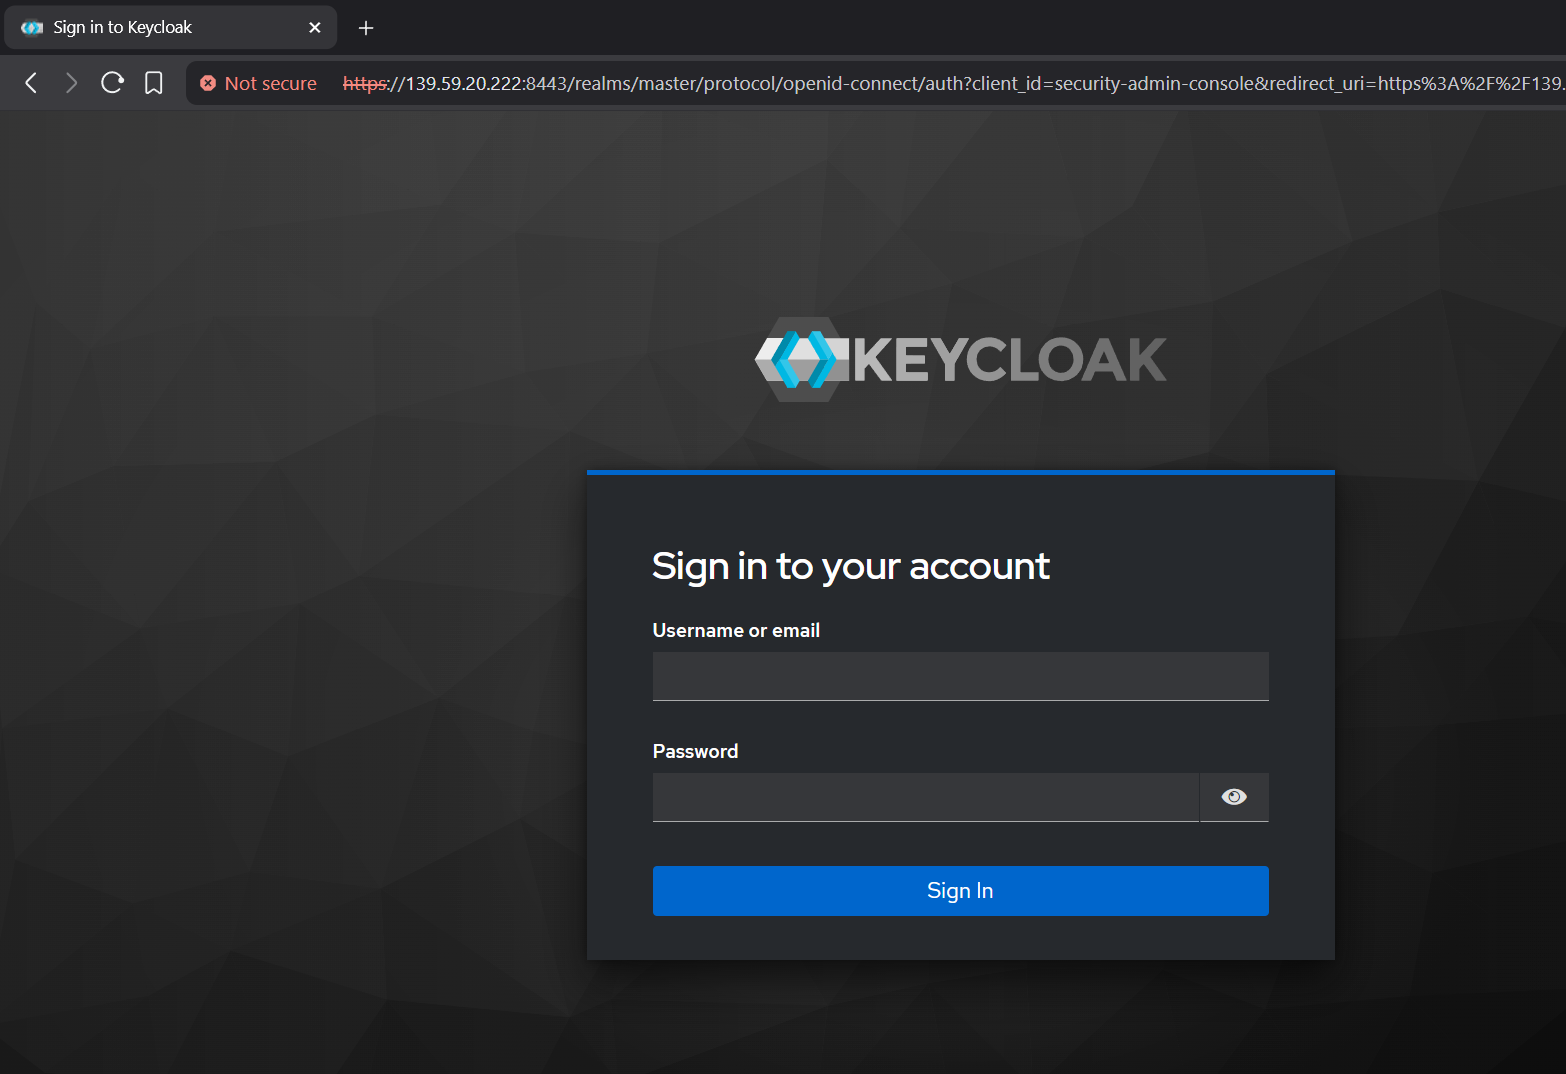 Sign in to Keycloak
Not secure https://139.59.20.222:8443/realms/master/protocol/openid-connect/auth?client_id=security-admin-console&redirect_uri=https%3A%2F%2F139.
KEYCLOAK
Sign in to your account
Username or email
Password
Sign In